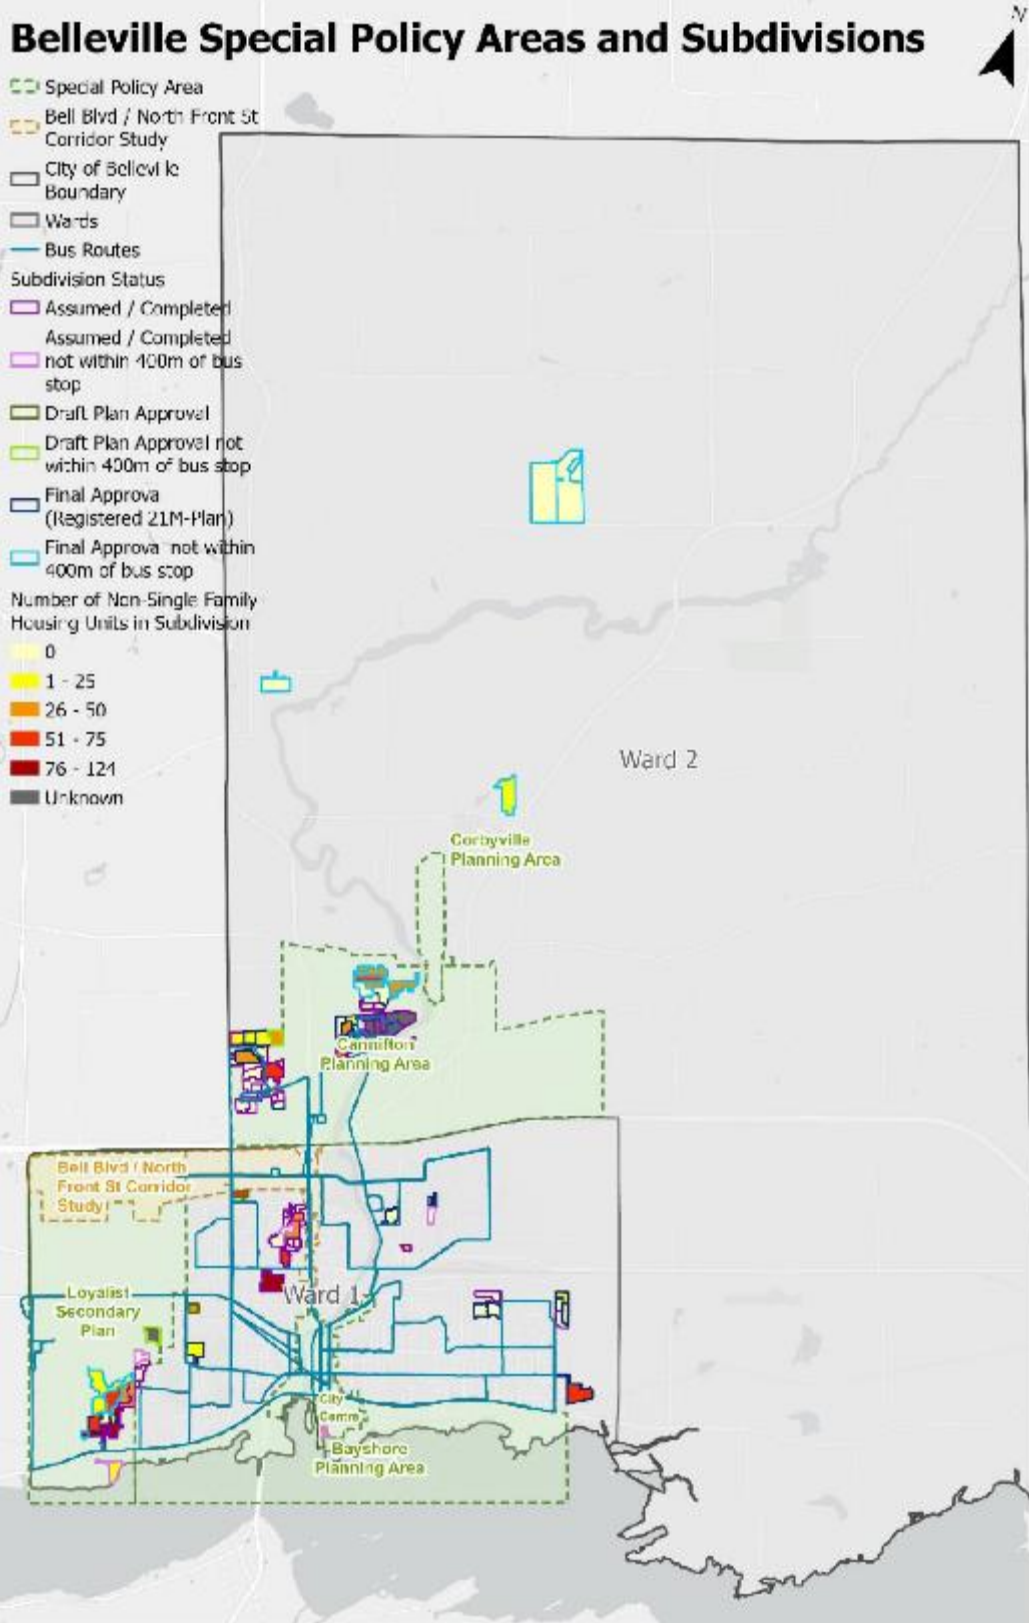 Belleville Special Policy Areas and Subdivisions
N
Special Policy Area
Bell Blvd / North Front St
Corridor Study
City of Belleville
Boundary
Wards
Bus Routes
Subdivision Status
Assumed / Completed
Assumed / Completed
not within 400m of bus
stop
Draft Plan Approval
Draft Plan Approval not
within 400m of bus stop
Final Approva
(Registered 21M-Plan)
Final Approva not within
400m of bus stop
Number of Non-Single Family
Housing Units in Subdivision
0
1 - 25
26 - 50
51 - 75
76 - 124
Unknown
Ward 2
Corbyville
Planning Area
Cannifton
Planning Area
Bell Blvd / North
Front St Corridor
Study
Loyalist
Secondary
Plan
Ward 1
City
Centre
Bayshore
Planning Area